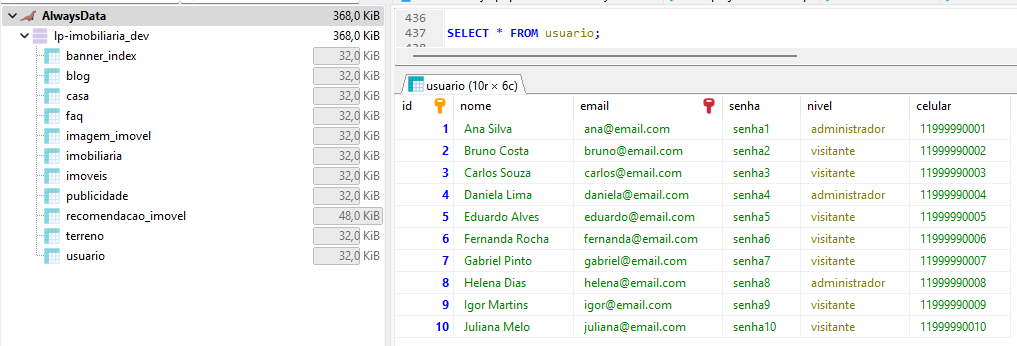 AlwaysData 368,0 KiB
lp-imobiliaria_dev 368,0 KiB
banner_index 32,0 KiB
blog 32,0 KiB
casa 32,0 KiB
faq 32,0 KiB
imagem_imovel 32,0 KiB
imobiliaria 32,0 KiB
imoveis 32,0 KiB
publicidade 32,0 KiB
recomendacao_imovel 48,0 KiB
terreno 32,0 KiB
usuario 32,0 KiB
436
437 SELECT * FROM usuario;
usuario (10r × 6c)
id nome email senha nivel celular
1 Ana Silva ana@email.com senha1 administrador 11999990001
2 Bruno Costa bruno@email.com senha2 visitante 11999990002
3 Carlos Souza carlos@email.com senha3 visitante 11999990003
4 Daniela Lima daniela@email.com senha4 administrador 11999990004
5 Eduardo Alves eduardo@email.com senha5 visitante 11999990005
6 Fernanda Rocha fernanda@email.com senha6 visitante 11999990006
7 Gabriel Pinto gabriel@email.com senha7 visitante 11999990007
8 Helena Dias helena@email.com senha8 administrador 11999990008
9 Igor Martins igor@email.com senha9 visitante 11999990009
10 Juliana Melo juliana@email.com senha10 visitante 11999990010